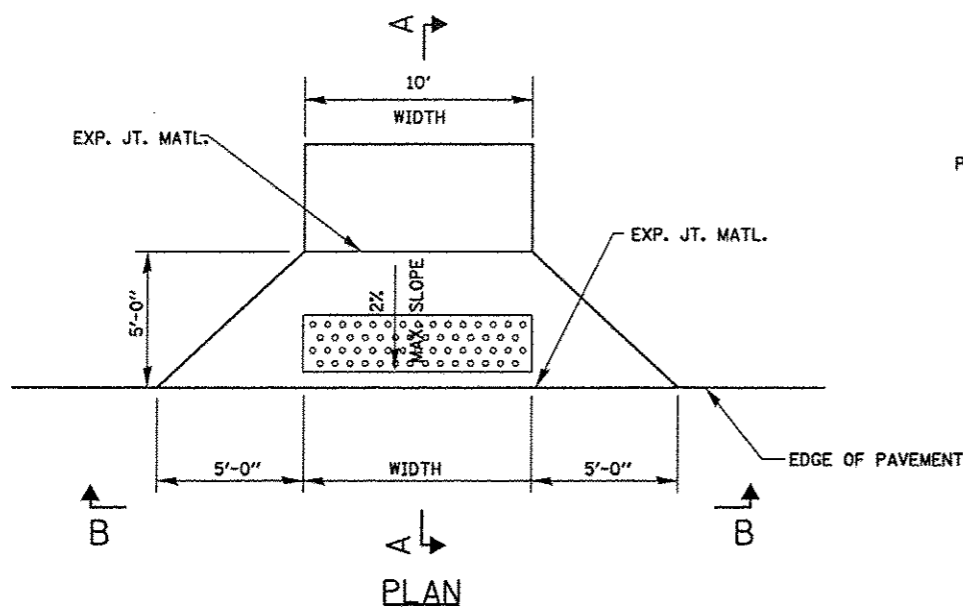 A
10'
WIDTH
EXP. JT. MATL.
P
EXP. JT. MATL.
5'-0"
2%
MAX. SLOPE
EDGE OF PAVEMENT
5'-0"
WIDTH
5'-0"
B
A
B
PLAN